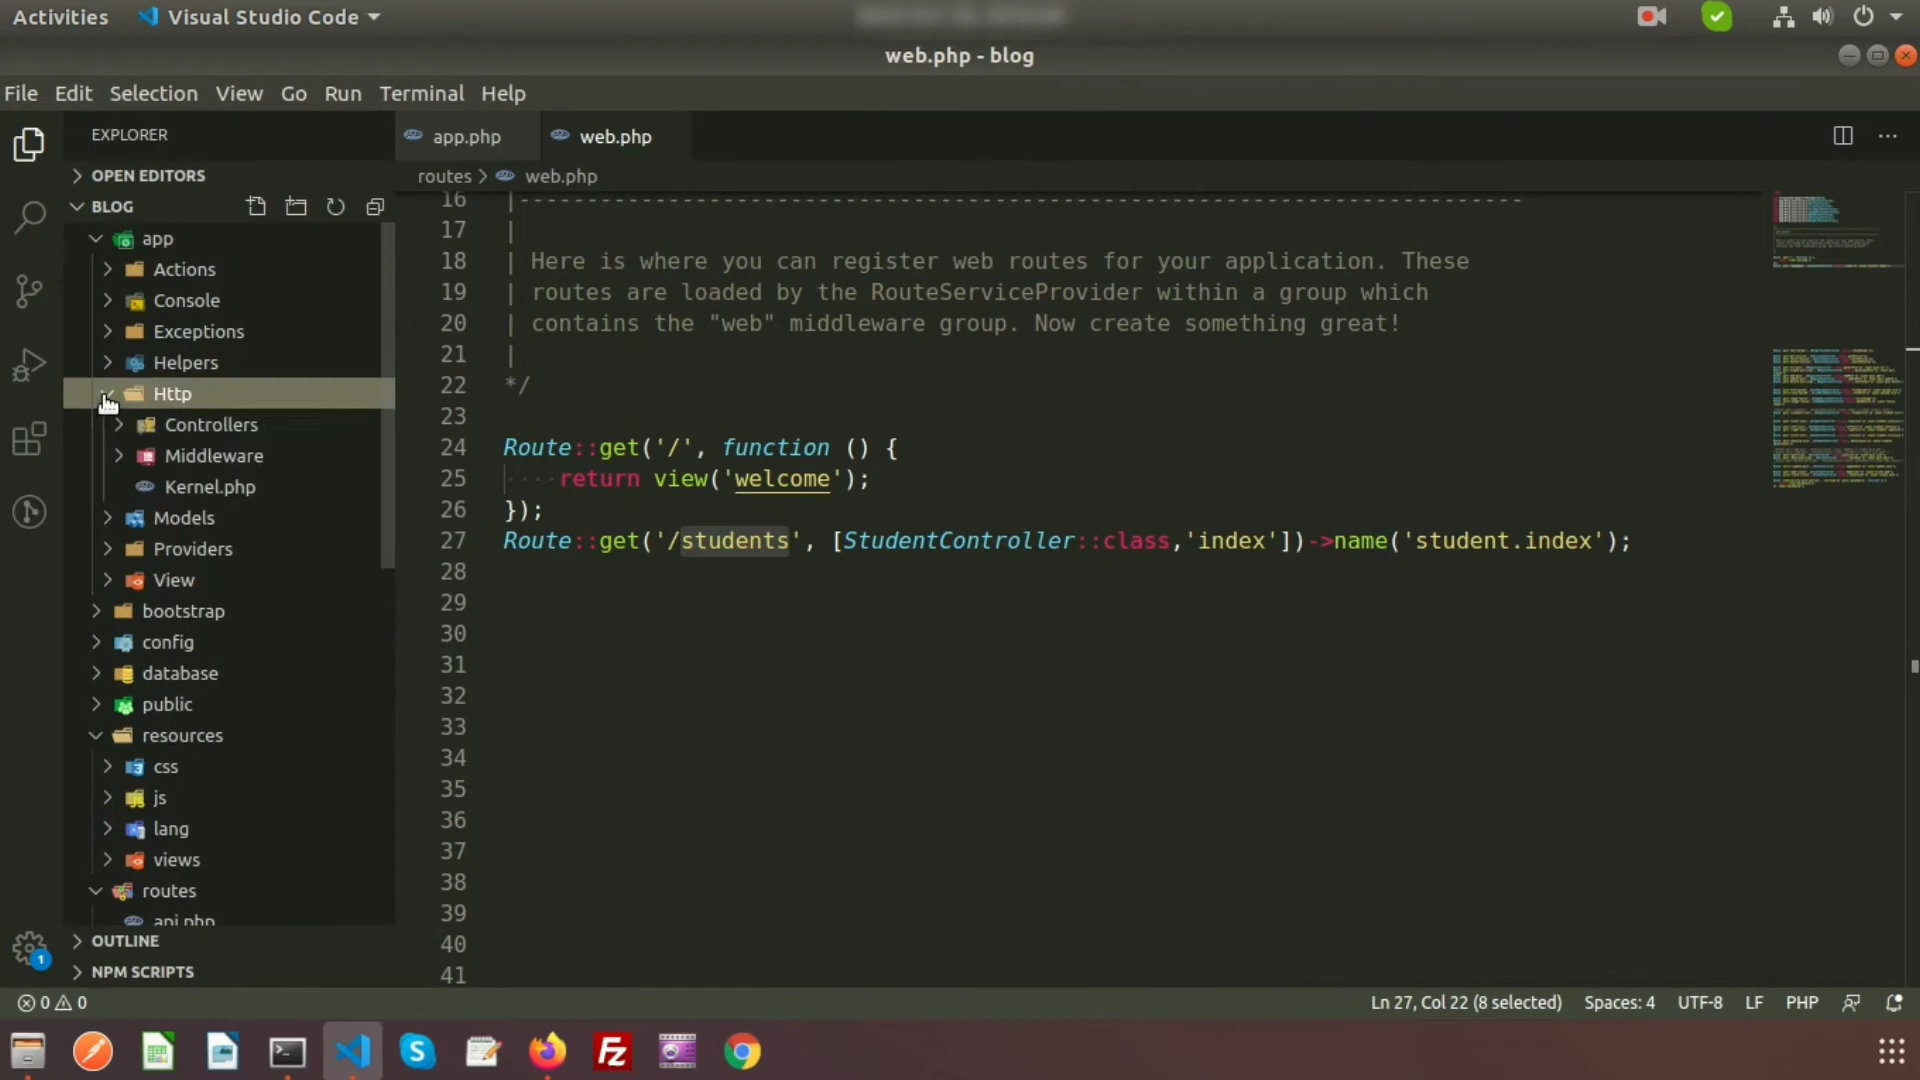 Activities
Visual Studio Code
web.php - blog
File Edit Selection View Go Run Terminal Help
EXPLORER
app.php
web.php
OPEN EDITORS
routes > web.php
BLOG
app
Actions
Console
Exceptions
Helpers
Http
Controllers
Middleware
Kernel.php
Models
Providers
View
bootstrap
config
database
public
resources
css
js
lang
views
routes
api.php
OUTLINE
NPM SCRIPTS
16 |--------------------------------------------------------------------------
17 |
18 | Here is where you can register web routes for your application. These
19 | routes are loaded by the RouteServiceProvider within a group which
20 | contains the "web" middleware group. Now create something great!
21 |
22 */
23
24 Route::get('/', function () {
25 ····return view('welcome');
26 });
27 Route::get('/students', [StudentController::class,'index'])->name('student.index');
28
29
30
31
32
33
34
35
36
37
38
39
40
41
0 0
Ln 27, Col 22 (8 selected) Spaces: 4 UTF-8 LF PHP
1